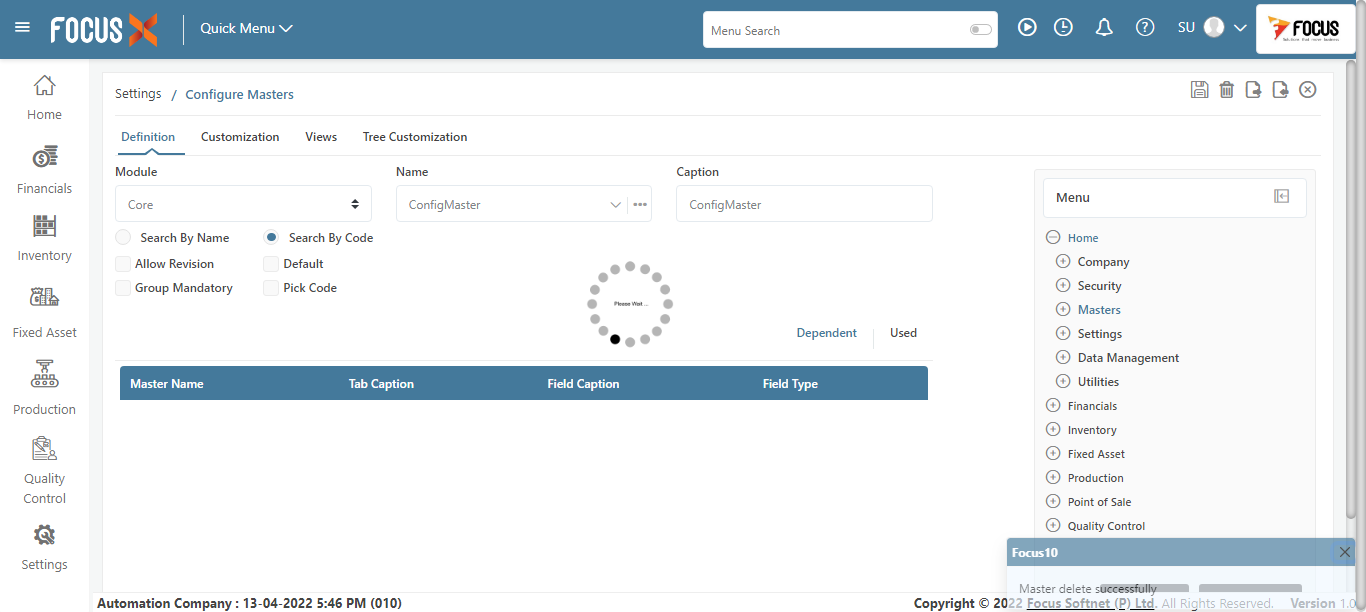 FOCUS X
Quick Menu
Menu Search
SU
FOCUS
Settings / Configure Masters
Home
Financials
Inventory
Fixed Asset
Production
Quality
Control
Settings
Definition
Customization
Views
Tree Customization
Module
Name
Caption
Core
ConfigMaster
ConfigMaster
Search By Name
Search By Code
Allow Revision
Default
Group Mandatory
Pick Code
Please Wait ...
Dependent
Used
Master Name
Tab Caption
Field Caption
Field Type
Menu
Home
Company
Security
Masters
Settings
Data Management
Utilities
Financials
Inventory
Fixed Asset
Production
Point of Sale
Quality Control
Focus10
Master delete successfully
Automation Company : 13-04-2022 5:46 PM (010)
Copyright © 2022 Focus Softnet (P) Ltd. All Rights Reserved.
Version 1.0